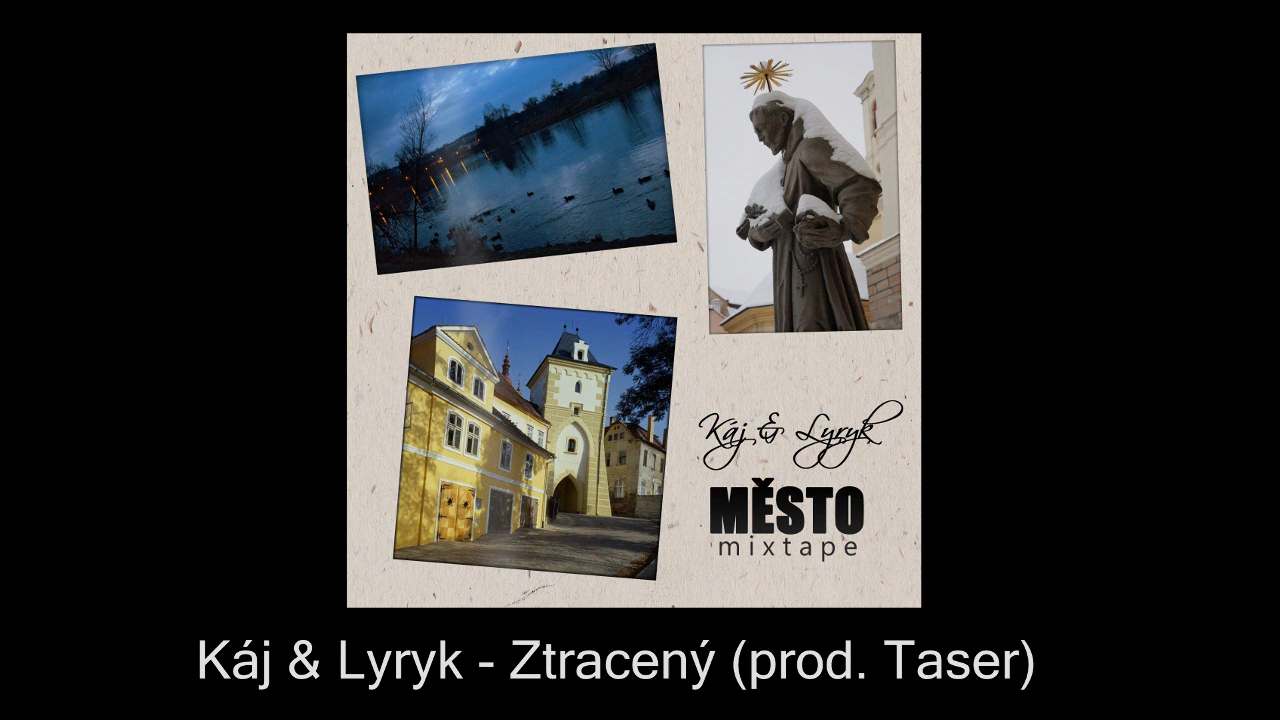 Káj & Lyryk
MĚSTO
mixtape
Káj & Lyryk - Ztracený (prod. Taser)